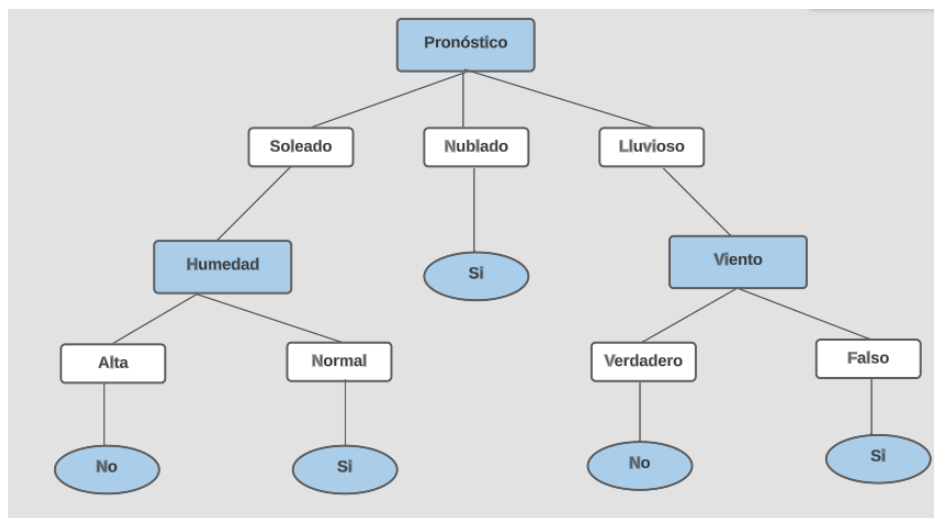 Pronóstico
Soleado
Nublado
Lluvioso
Humedad
Si
Viento
Alta
Normal
Verdadero
Falso
No
Si
No
Si